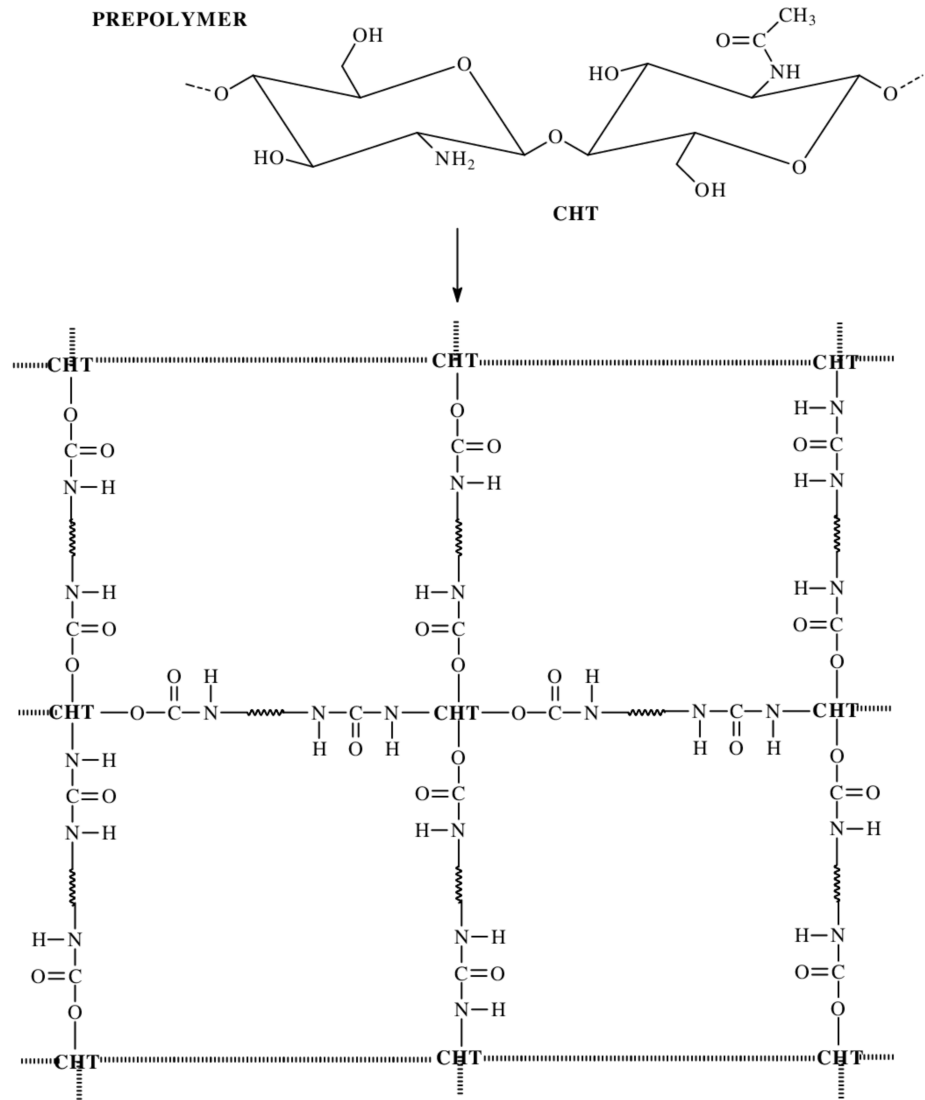 PREPOLYMER
CH₃
OH
O=C
O
HO NH
O O
O
HO NH₂ O
OH
CHT
CHT CHT CHT
O O H–N
C=O C=O O=C
N–H N–H H–N
N–H H–N H–N
C=O O=C O=C
O O O
O H O H
CHT–O–C–N N–C–N–CHT–O–C–N N–C–N–CHT
H O H H O H
N–H O O
C=O O=C C=O
N–H H–N N–H
H–N N–H H–N
O=C C=O O=C
O N–H O
CHT CHT CHT